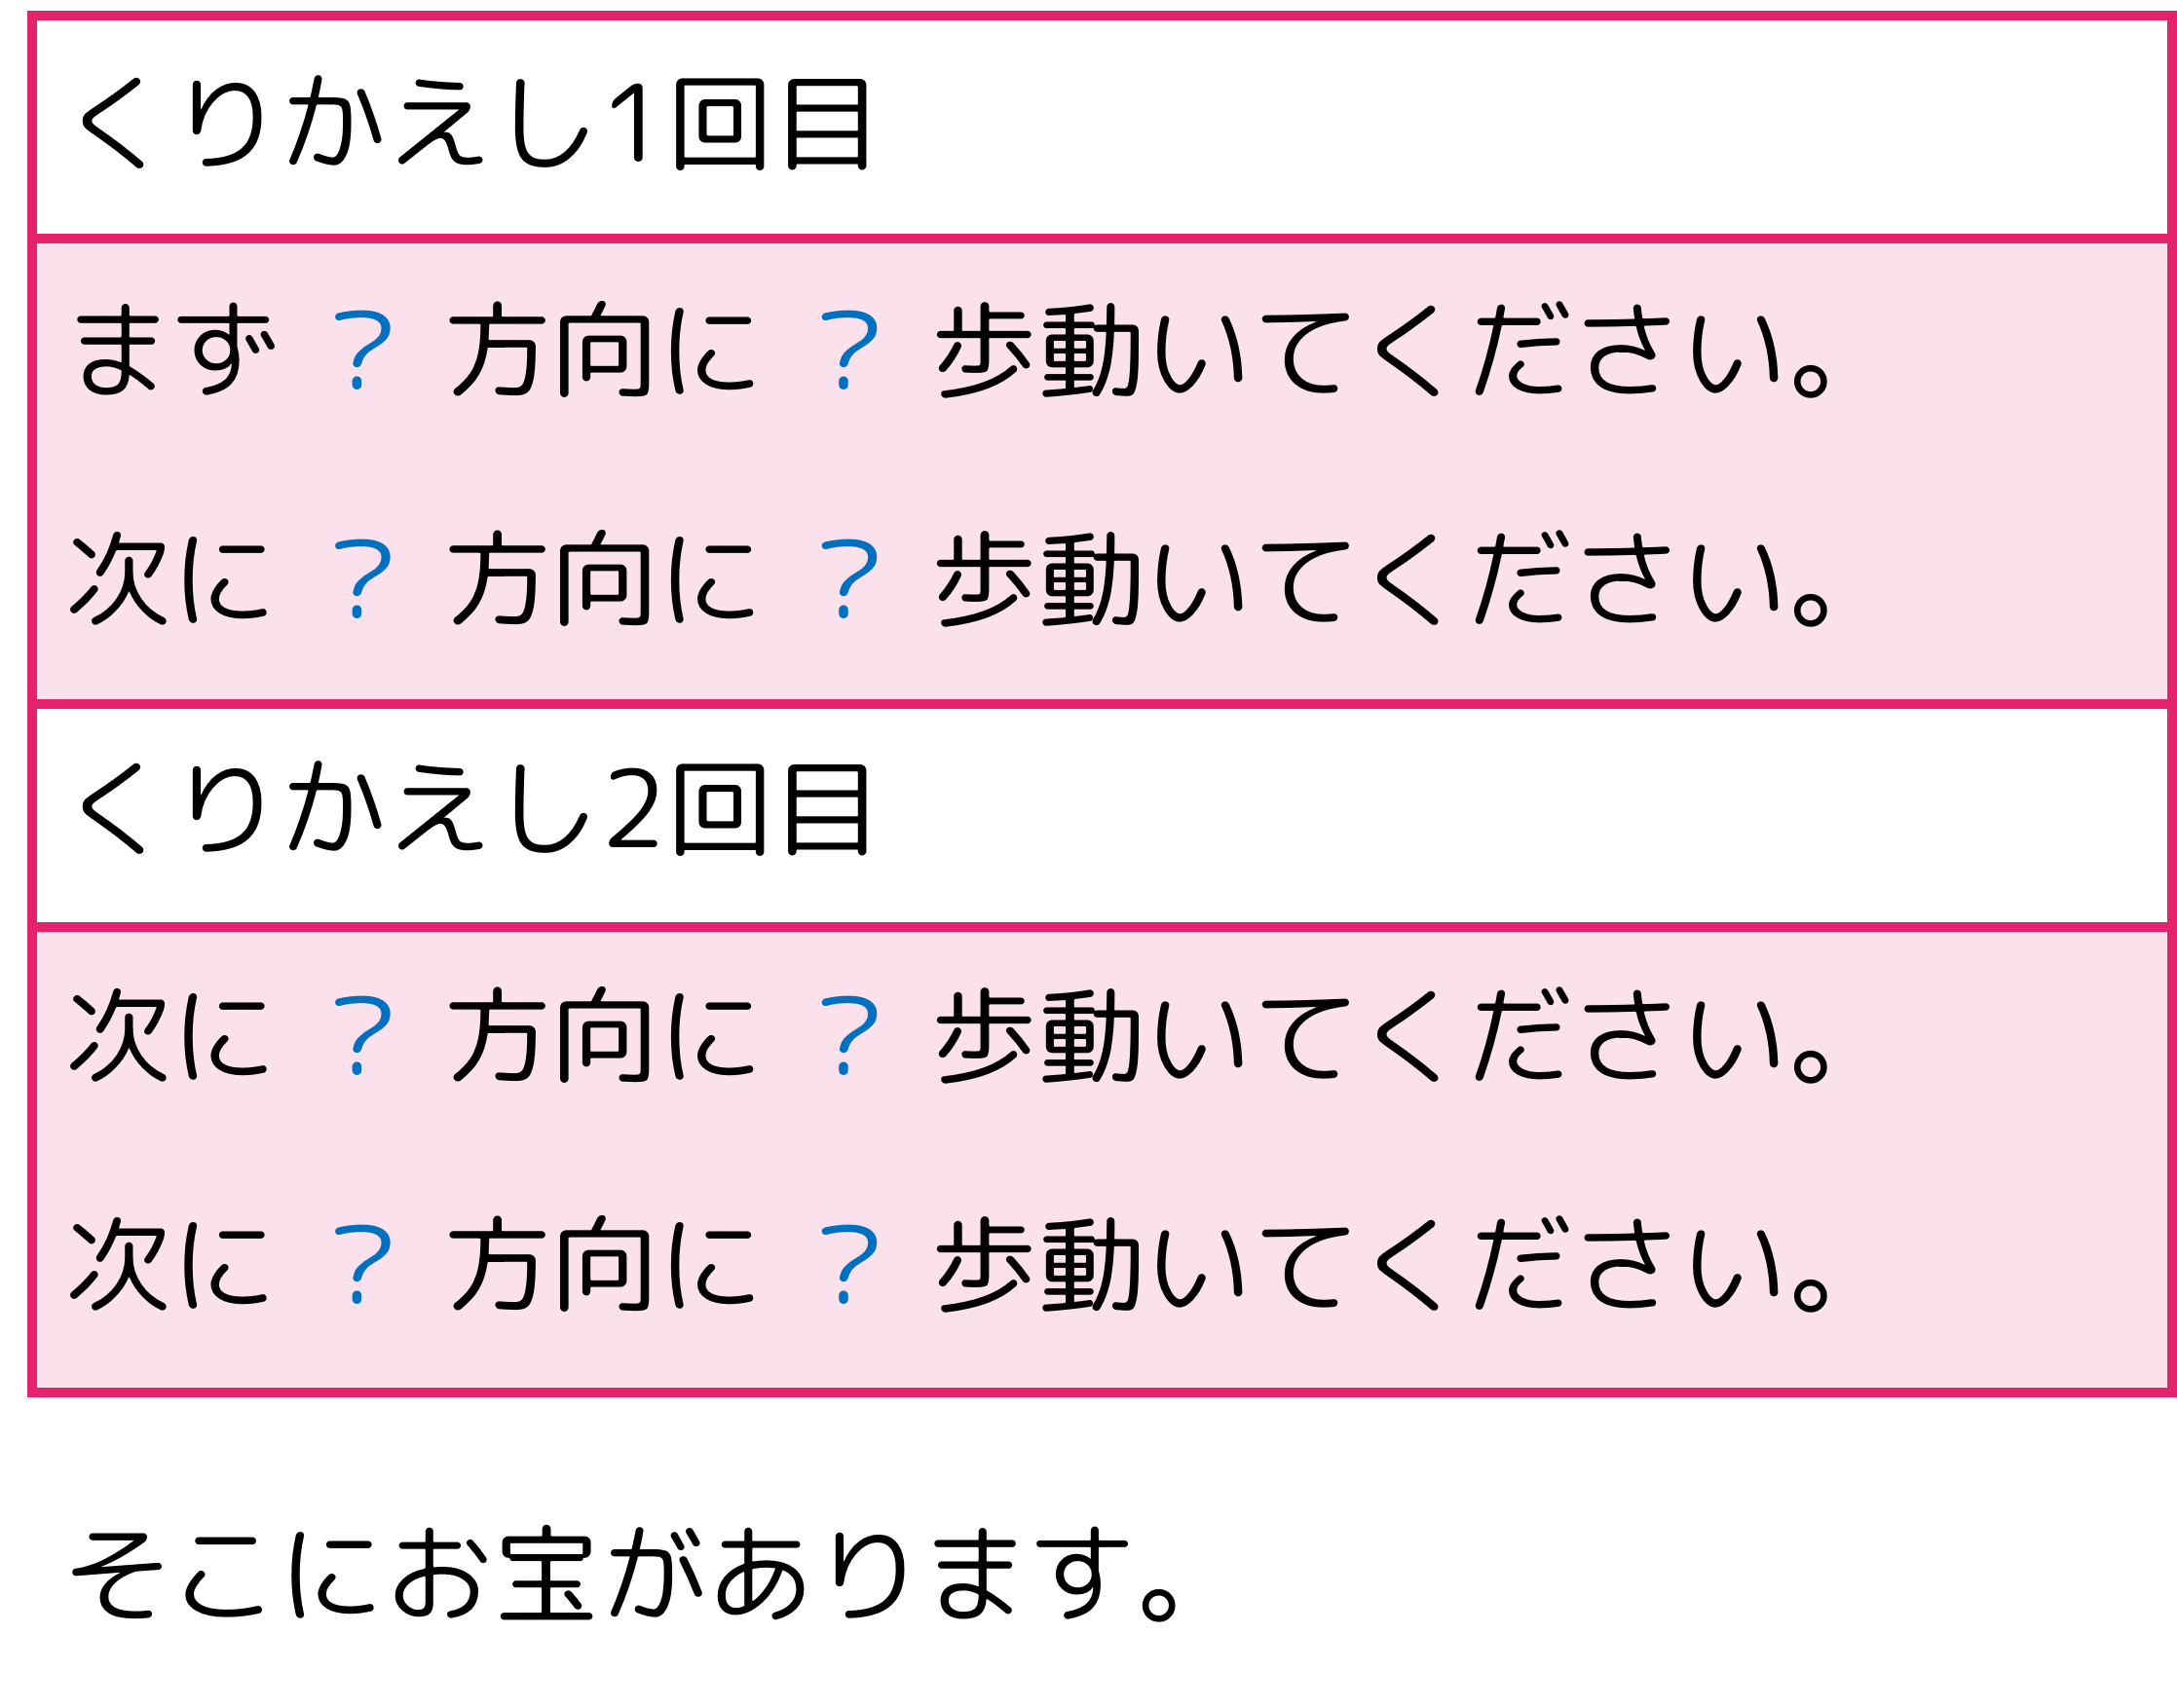 くりかえし1回目
まず ? 方向に ? 歩動いてください。
次に ? 方向に ? 歩動いてください。
くりかえし2回目
次に ? 方向に ? 歩動いてください。
次に ? 方向に ? 歩動いてください。
そこにお宝があります。